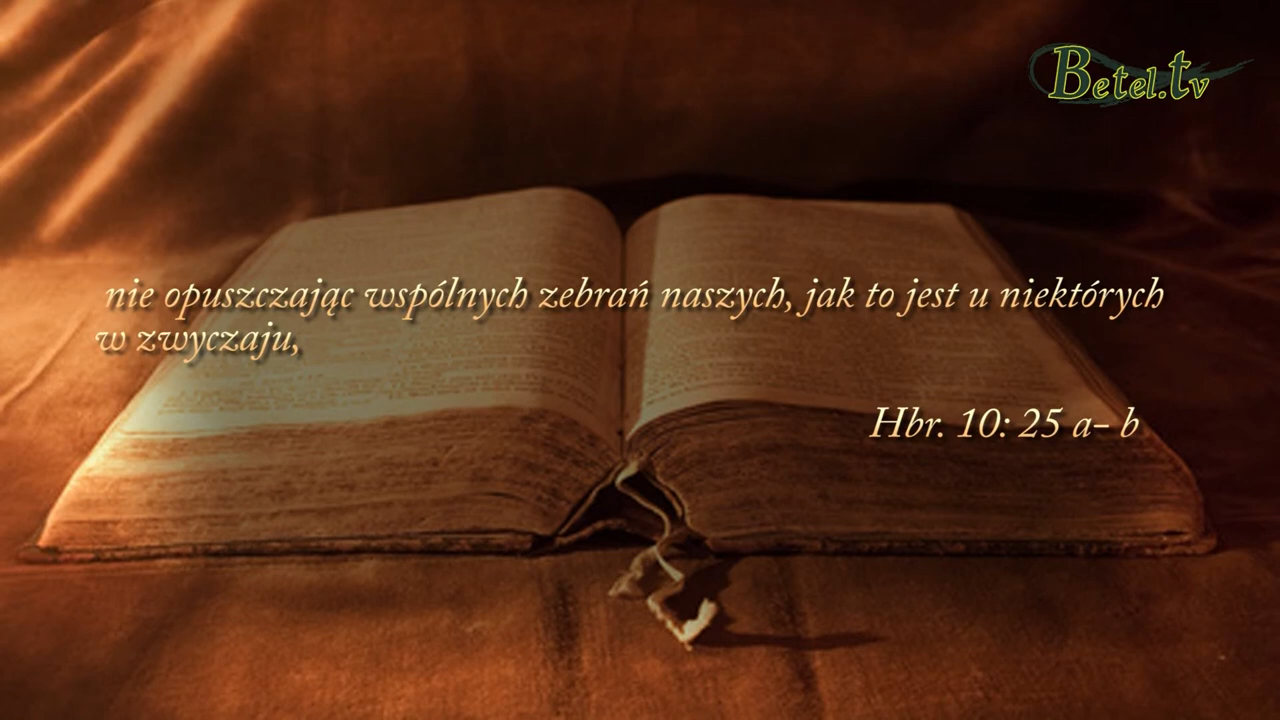 Betel.tv
nie opuszczając wspólnych zebrań naszych, jak to jest u niektórych
w zwyczaju,
Hbr. 10: 25 a- b